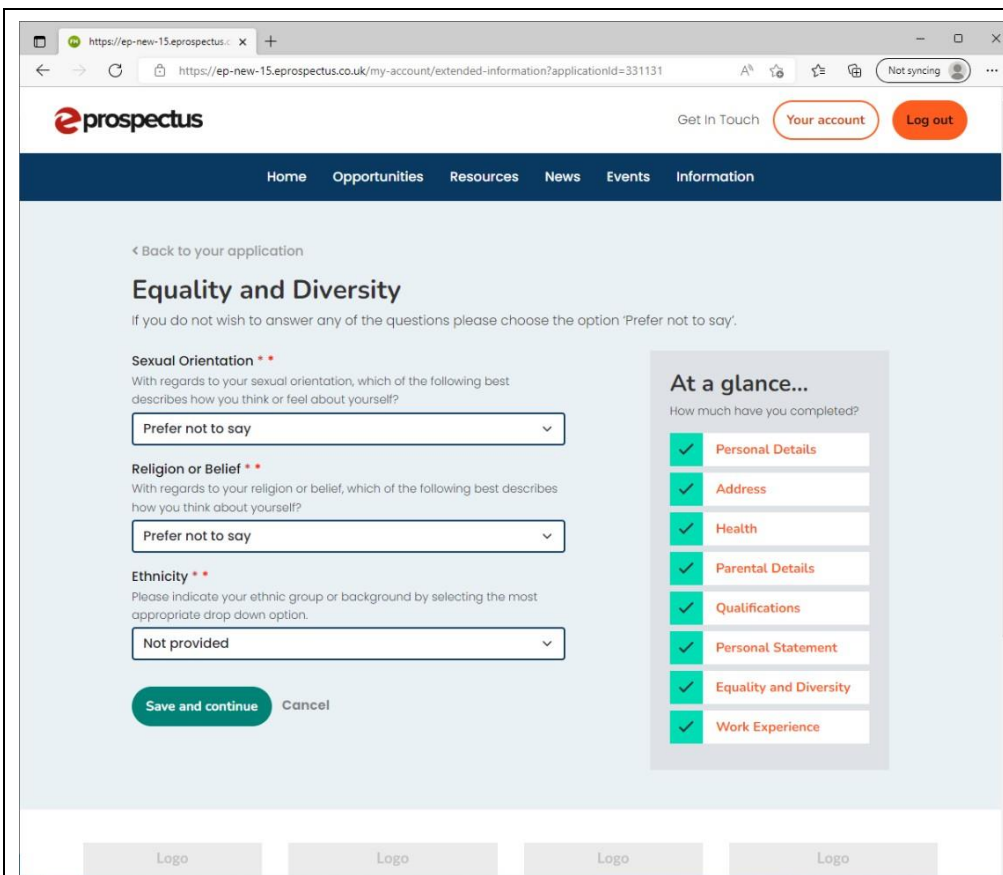 https://ep-new-15.eprospectus.c
https://ep-new-15.eprospectus.co.uk/my-account/extended-information?applicationId=331131
Not syncing
eprospectus
Get In Touch
Your account
Log out
Home Opportunities Resources News Events Information
< Back to your application
Equality and Diversity
If you do not wish to answer any of the questions please choose the option 'Prefer not to say'.
Sexual Orientation * *
With regards to your sexual orientation, which of the following best
describes how you think or feel about yourself?
Prefer not to say
Religion or Belief * *
With regards to your religion or belief, which of the following best describes
how you think about yourself?
Prefer not to say
Ethnicity * *
Please indicate your ethnic group or background by selecting the most
appropriate drop down option.
Not provided
Save and continue
Cancel
At a glance...
How much have you completed?
Personal Details
Address
Health
Parental Details
Qualifications
Personal Statement
Equality and Diversity
Work Experience
Logo Logo Logo Logo